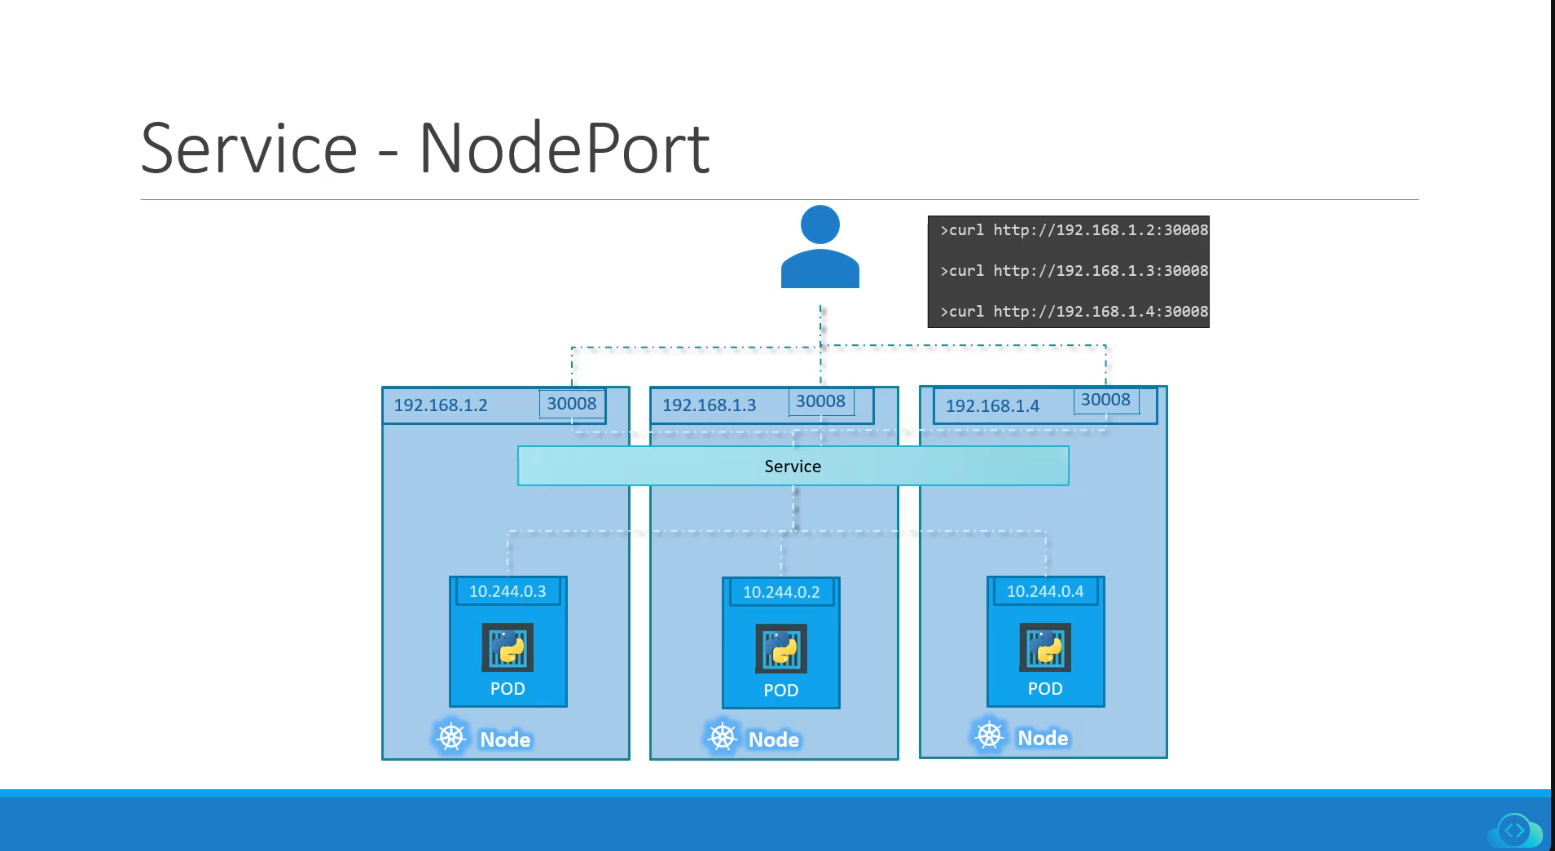 Service - NodePort
>curl http://192.168.1.2:30008
>curl http://192.168.1.3:30008
>curl http://192.168.1.4:30008
192.168.1.2 30008
192.168.1.3 30008
192.168.1.4 30008
Service
10.244.0.3
POD
10.244.0.2
POD
10.244.0.4
POD
Node
Node
Node